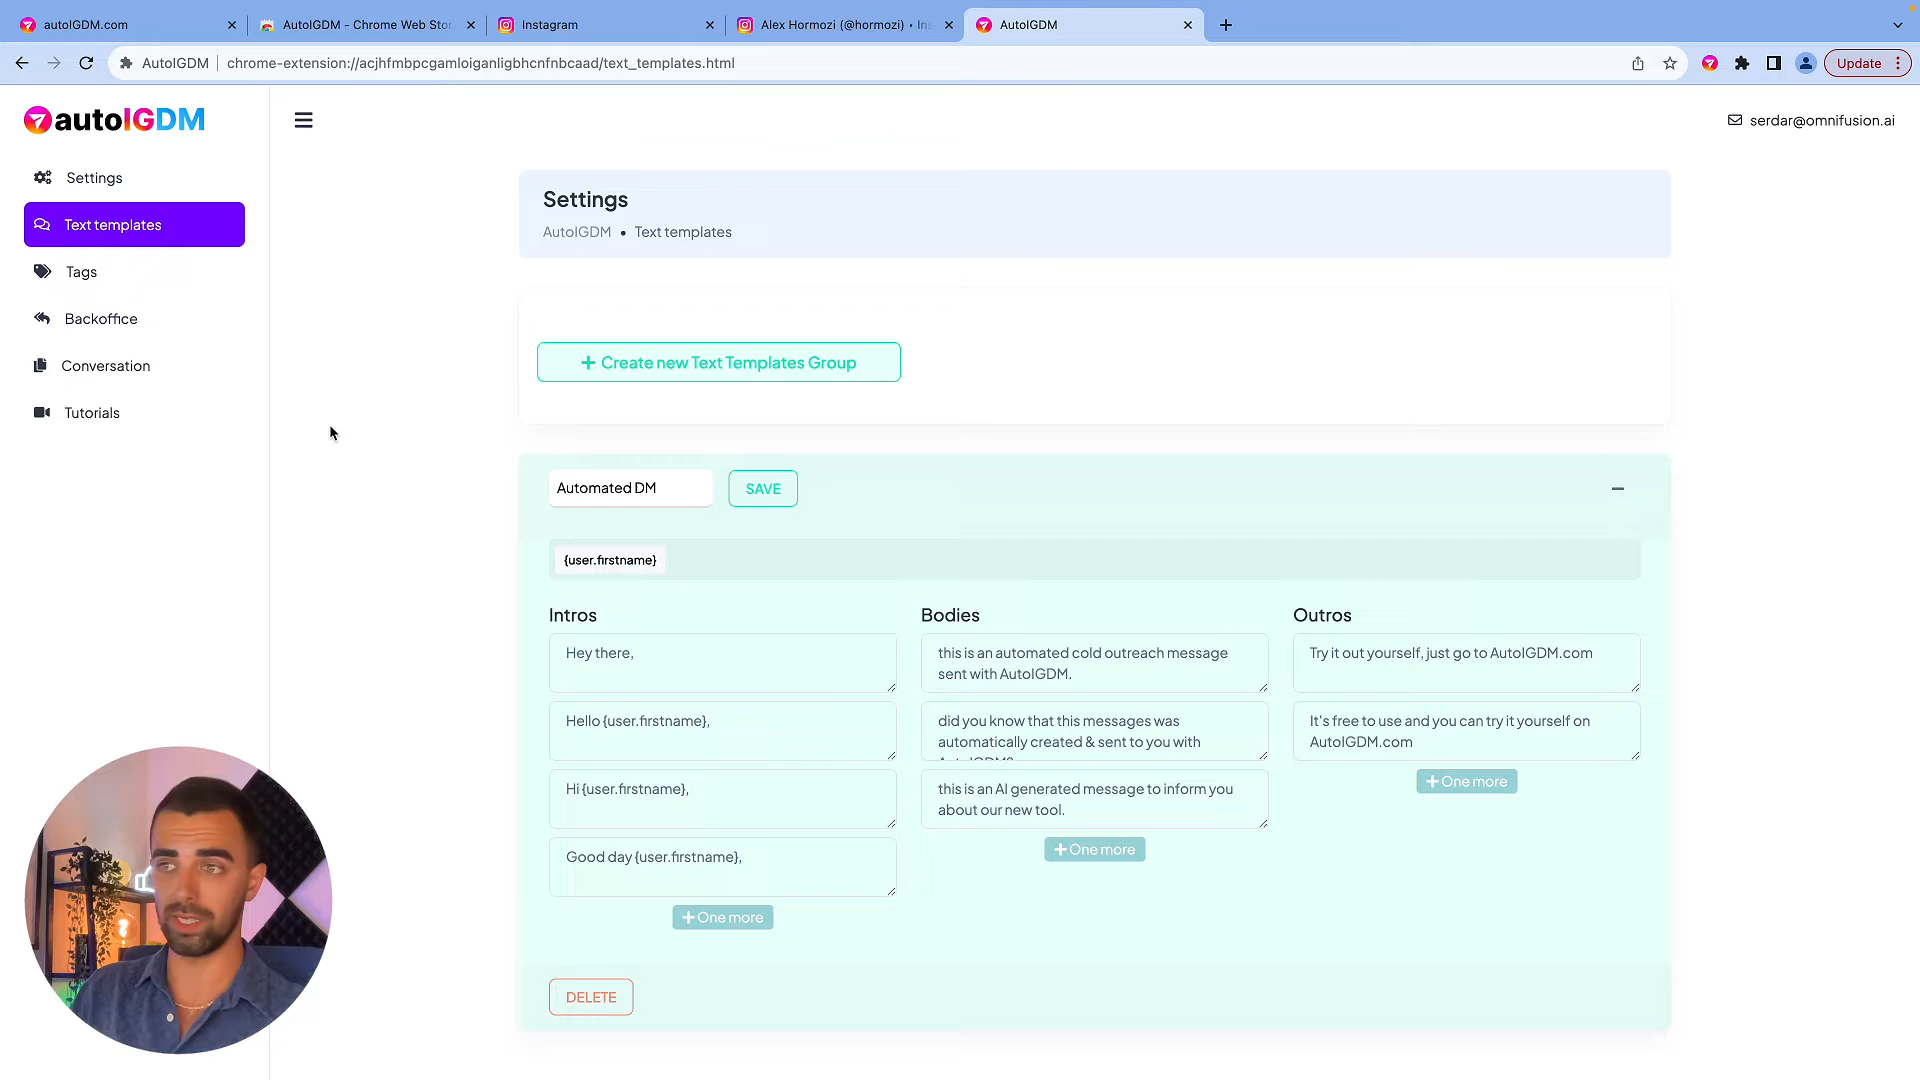 autoIGDM.com
AutoIGDM - Chrome Web Sto
Instagram
Alex Hormozi (@hormozi) • Ins
AutoIGDM
AutoIGDM
chrome-extension://acjhfmbpcgamloiganligbhcnfnbcaad/text_templates.html
Update
autoIGDM
serdar@omnifusion.ai
Settings
Text templates
Tags
Backoffice
Conversation
Tutorials
Settings
AutoIGDM • Text templates
+ Create new Text Templates Group
Automated DM
SAVE
{user.firstname}
Intros
Hey there,
Hello {user.firstname},
Hi {user.firstname},
Good day {user.firstname},
+ One more
Bodies
this is an automated cold outreach message
sent with AutoIGDM.
did you know that this messages was
automatically created & sent to you with
AutoIGDM?
this is an AI generated message to inform you
about our new tool.
+ One more
Outros
Try it out yourself, just go to AutoIGDM.com
It's free to use and you can try it yourself on
AutoIGDM.com
+ One more
DELETE